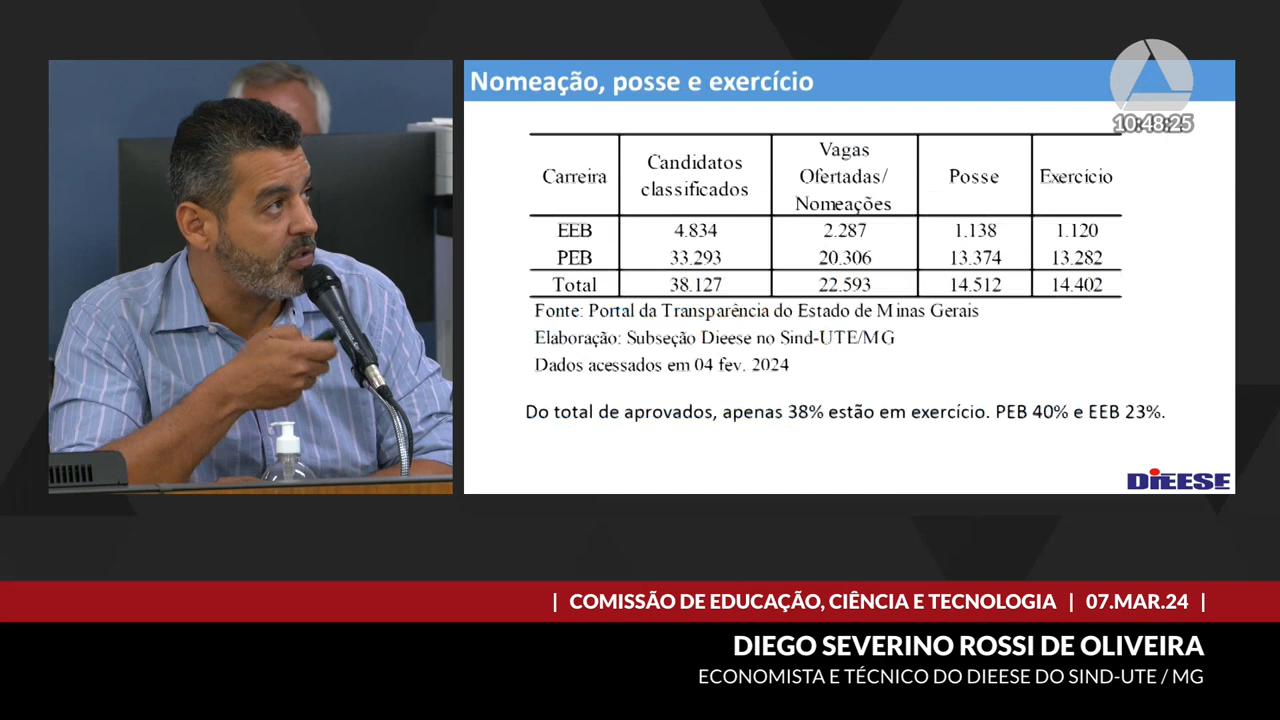 Nomeação, posse e exercício
10:48:25
Carreira Candidatos classificados Vagas Ofertadas/ Nomeações Posse Exercício
EEB 4.834 2.287 1.138 1.120
PEB 33.293 20.306 13.374 13.282
Total 38.127 22.593 14.512 14.402
Fonte: Portal da Transparência do Estado de Minas Gerais
Elaboração: Subseção Dieese no Sind-UTE/MG
Dados acessados em 04 fev. 2024
Do total de aprovados, apenas 38% estão em exercício. PEB 40% e EEB 23%.
DIEESE
| COMISSÃO DE EDUCAÇÃO, CIÊNCIA E TECNOLOGIA | 07.MAR.24 |
DIEGO SEVERINO ROSSI DE OLIVEIRA
ECONOMISTA E TÉCNICO DO DIEESE DO SIND-UTE / MG